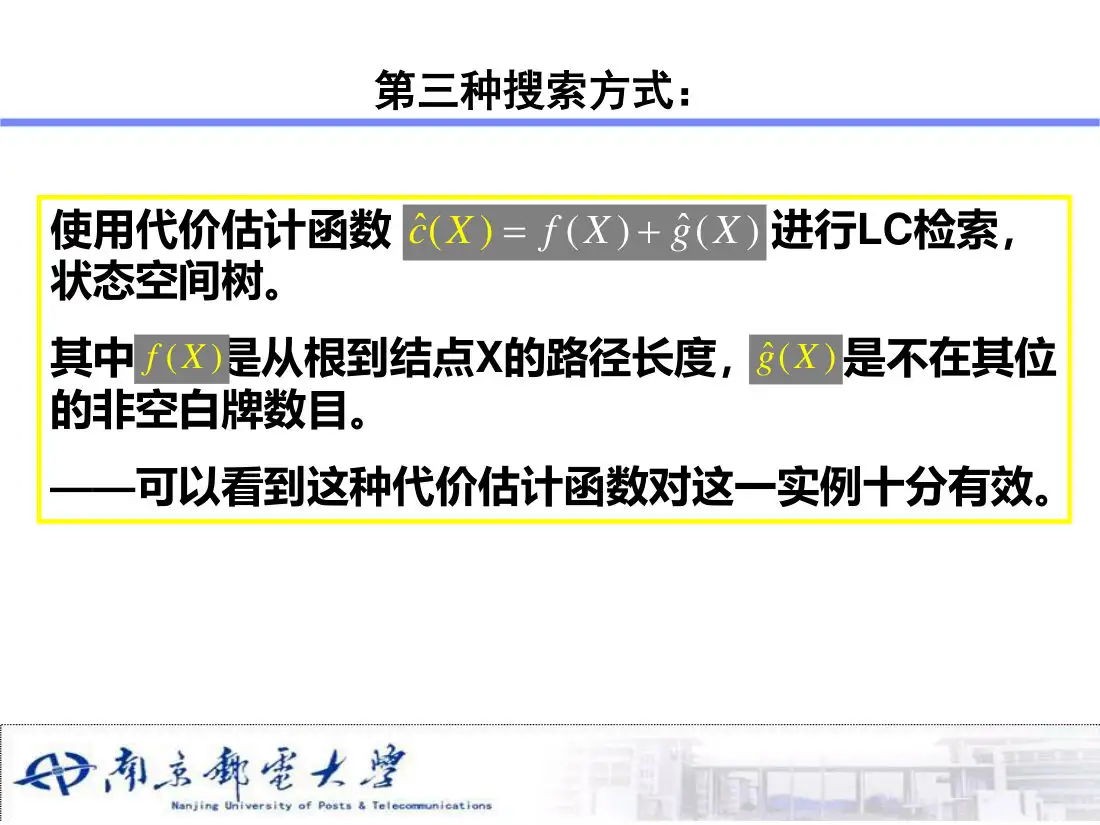 第三种搜索方式：
使用代价估计函数 ĉ(X) = f(X) + ĝ(X) 进行LC检索，
状态空间树。
其中 f(X) 是从根到结点X的路径长度， ĝ(X) 是不在其位
的非空白牌数目。
——可以看到这种代价估计函数对这一实例十分有效。
南京邮電大學
Nanjing University of Posts & Telecommunications